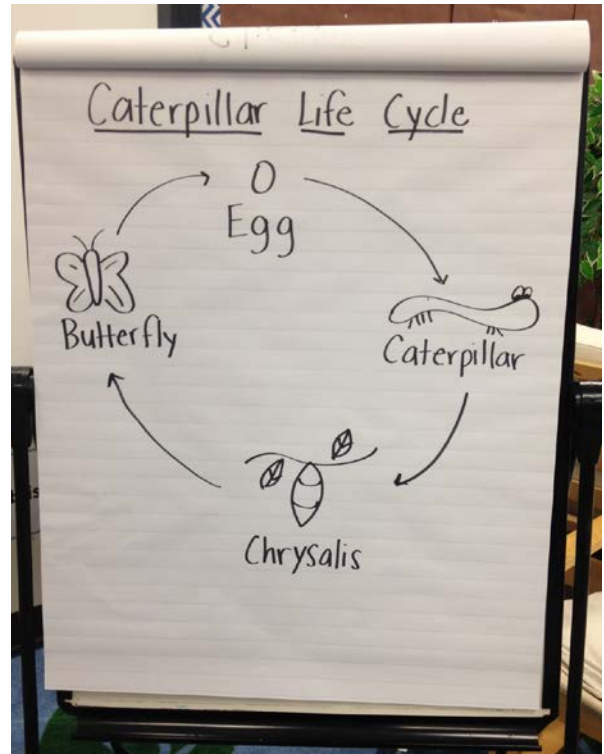 Caterpillar Life Cycle
Egg
Caterpillar
Chrysalis
Butterfly